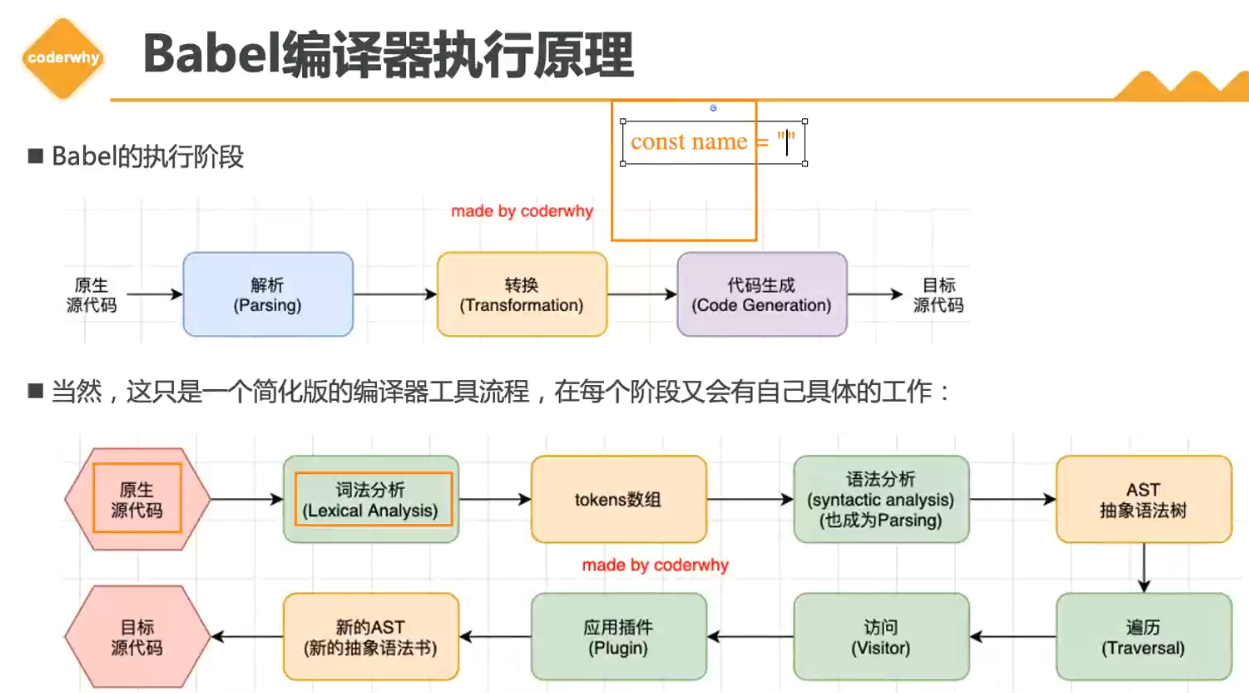 coderwhy
Babel编译器执行原理
const name = ""
Babel的执行阶段
made by coderwhy
原生
源代码
解析
(Parsing)
转换
(Transformation)
代码生成
(Code Generation)
目标
源代码
当然，这只是一个简化版的编译器工具流程，在每个阶段又会有自己具体的工作：
原生
源代码
词法分析
(Lexical Analysis)
tokens数组
语法分析
(syntactic analysis)
(也成为Parsing)
AST
抽象语法树
made by coderwhy
目标
源代码
新的AST
(新的抽象语法书)
应用插件
(Plugin)
访问
(Visitor)
遍历
(Traversal)